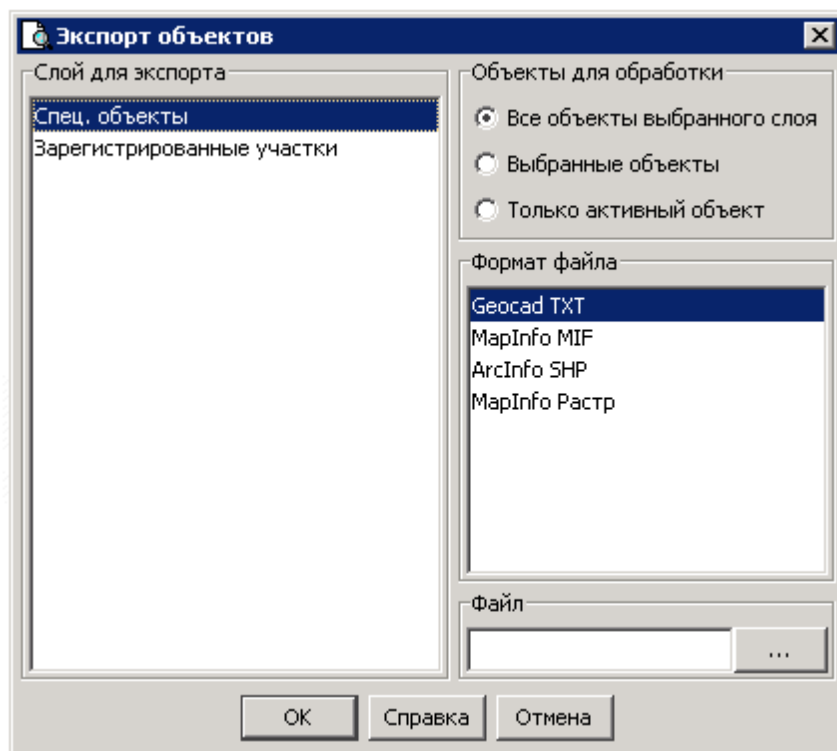 Экспорт объектов
Слой для экспорта
Спец. объекты
Зарегистрированные участки
Объекты для обработки
Все объекты выбранного слоя
Выбранные объекты
Только активный объект
Формат файла
Geocad TXT
MapInfo MIF
ArcInfo SHP
MapInfo Растр
Файл
...
OK
Справка
Отмена